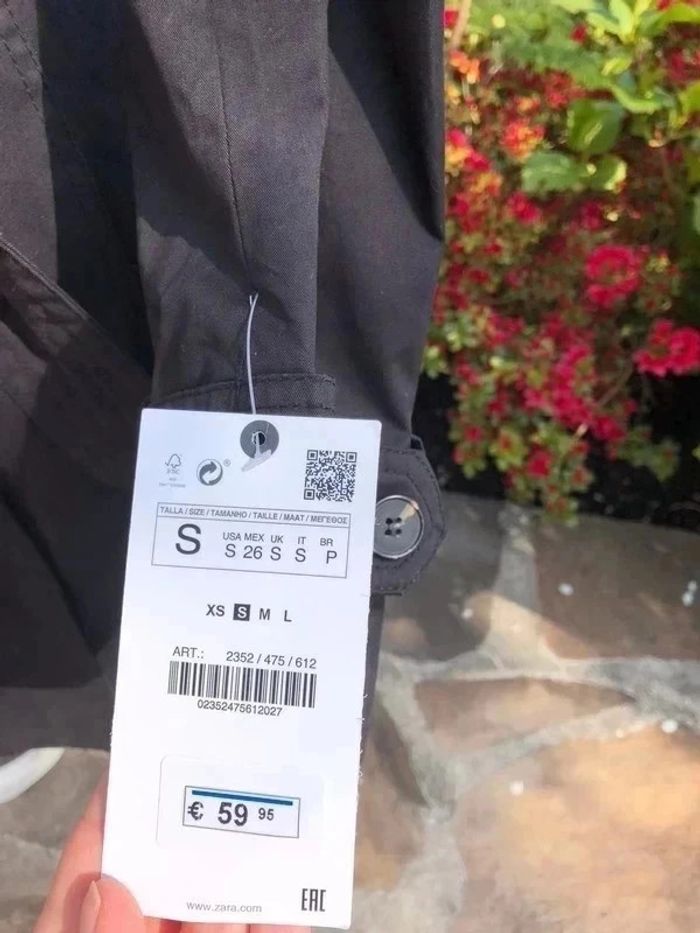 FSC
®
TALLA / SIZE / TAMANHO / TAILLE / MAAT / ΜΕΓΕΘΟΣ
S
USA MEX UK IT BR
S 26 S S P
XS S M L
ART.: 2352 / 475 / 612
02352475612027
€ 59 95
www.zara.com
EAC